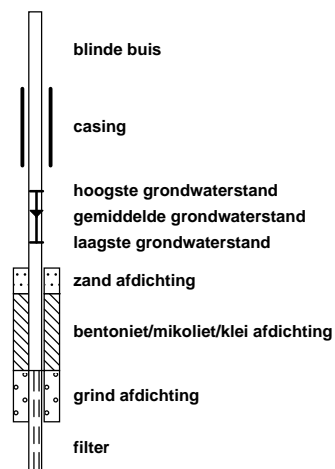 blinde buis
casing
hoogste grondwaterstand
gemiddelde grondwaterstand
laagste grondwaterstand
zand afdichting
bentoniet/mikoliet/klei afdichting
grind afdichting
filter